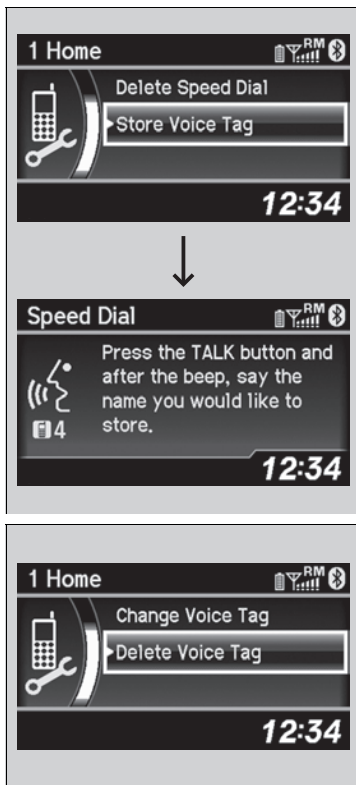 1 Home
RM
Delete Speed Dial
Store Voice Tag
12:34
Speed Dial
RM
Press the TALK button and
after the beep, say the
name you would like to
store.
4
12:34
1 Home
RM
Change Voice Tag
Delete Voice Tag
12:34